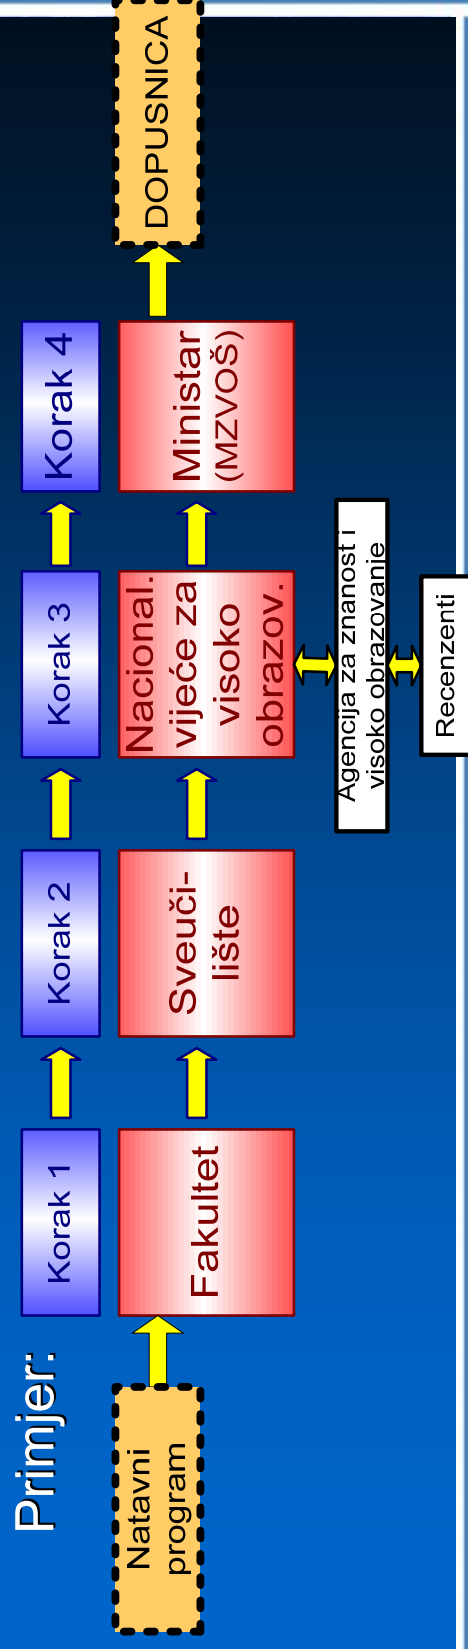 Primjer:
Korak 1
Korak 2
Korak 3
Korak 4
Natavni
program
Fakultet
Sveuči-
lište
Nacional.
vijeće za
visoko
obrazov.
Ministar
(MZVOŠ)
DOPUSNICA
Agencija za znanost i
visoko obrazovanje
Recenzenti